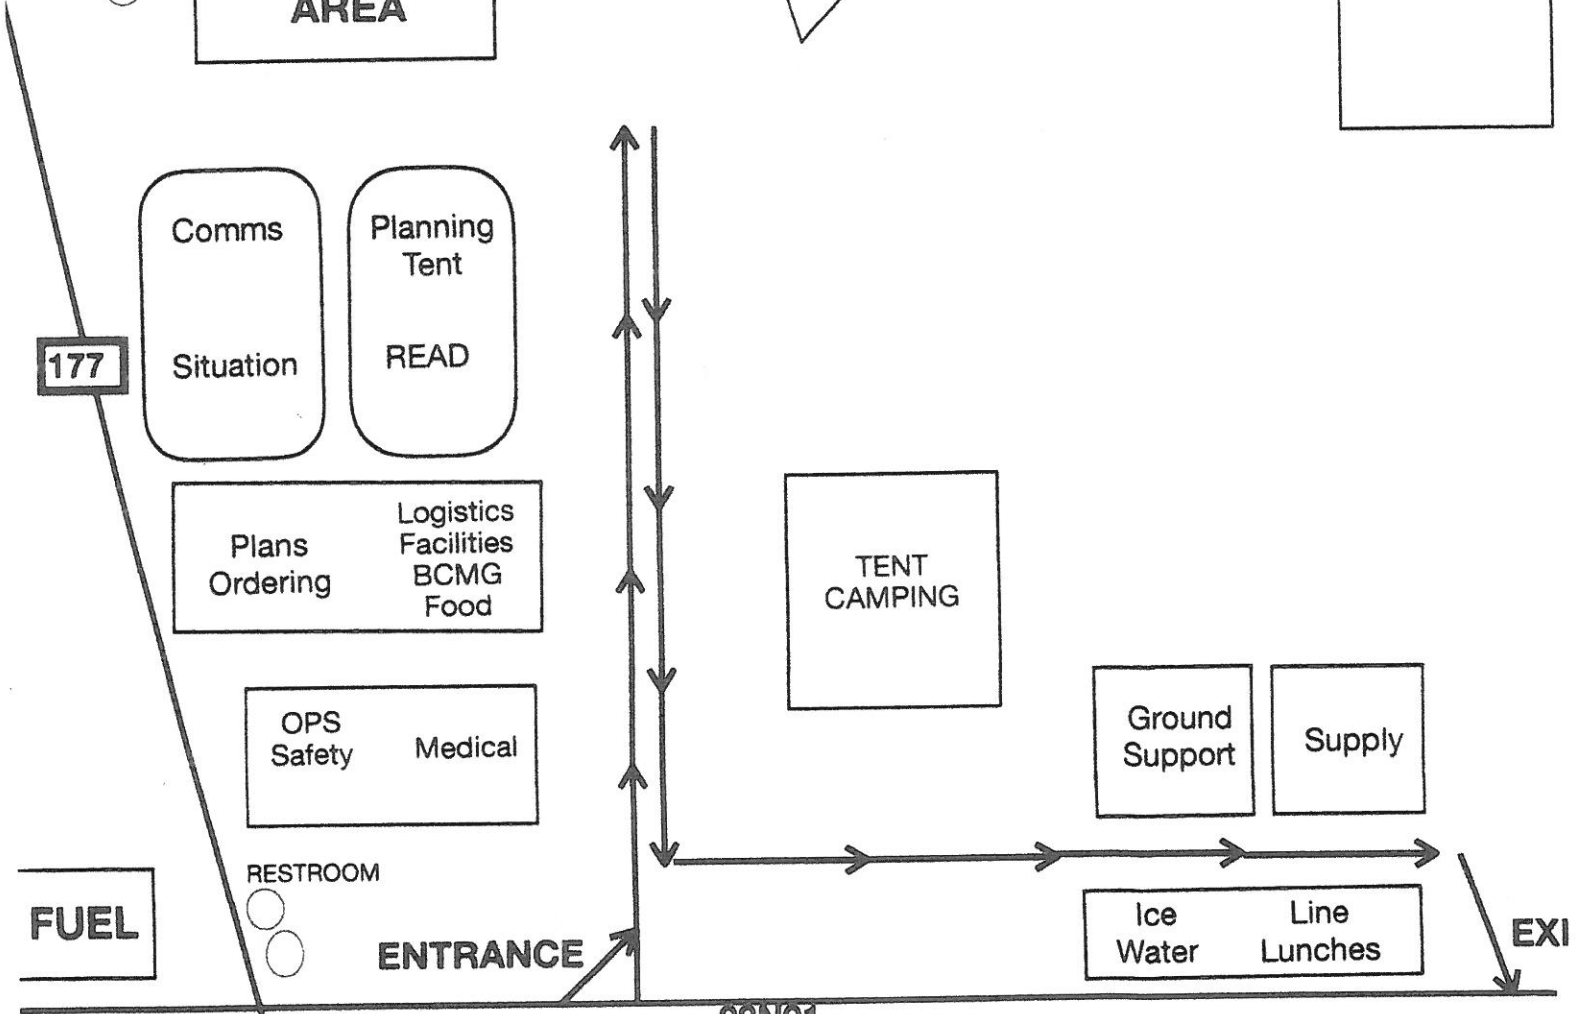 AREA
Comms
Planning
Tent
177
Situation
READ
Plans
Ordering
Logistics
Facilities
BCMG
Food
TENT
CAMPING
OPS
Safety
Medical
Ground
Support
Supply
RESTROOM
FUEL
ENTRANCE
Ice
Water
Line
Lunches
EXI